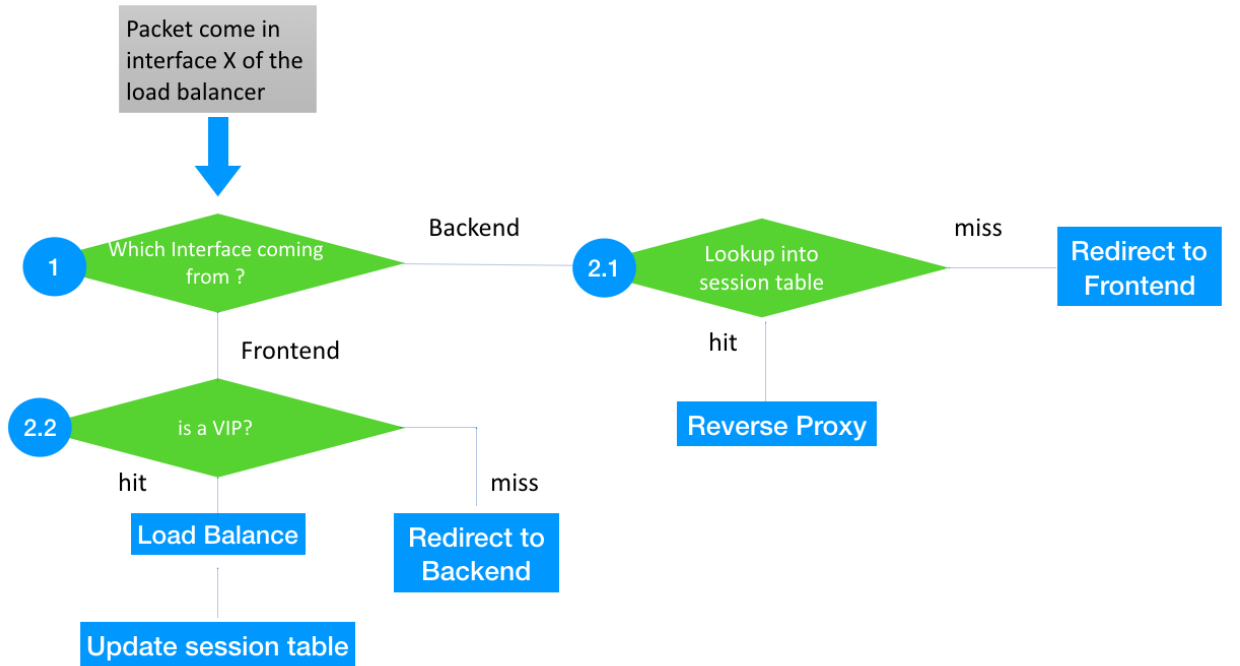 Packet come in
interface X of the
load balancer
Backend
miss
1
Which Interface coming
from ?
2.1
Lookup into
session table
Redirect to
Frontend
hit
Frontend
2.2
is a VIP?
Reverse Proxy
hit
miss
Load Balance
Redirect to
Backend
Update session table